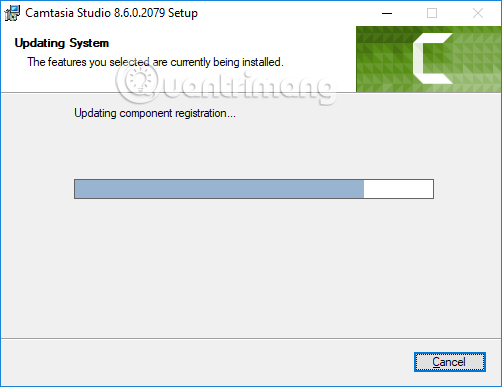 Camtasia Studio 8.6.0.2079 Setup
Updating System
The features you selected are currently being installed.
Quantrimang
Updating component registration...
Cancel